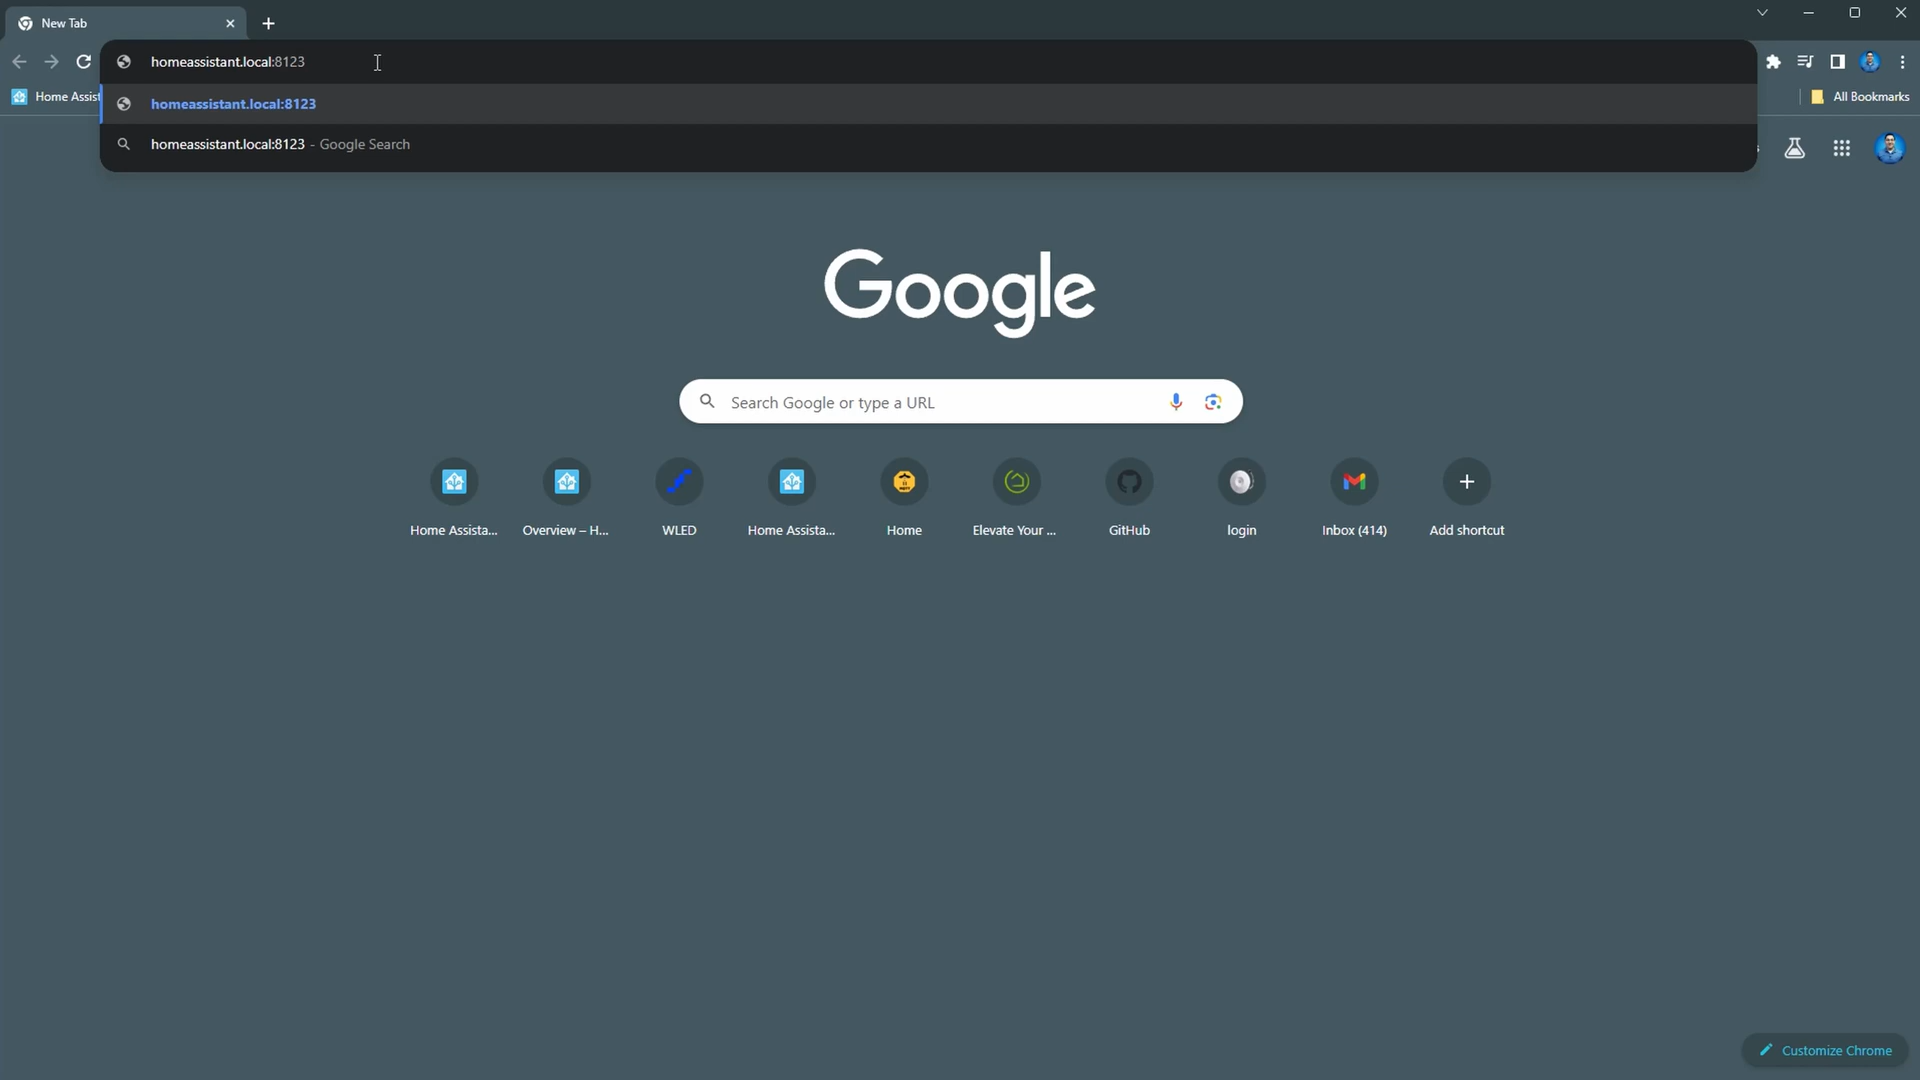 New Tab
homeassistant.local:8123
Home Assist
homeassistant.local:8123
All Bookmarks
homeassistant.local:8123 - Google Search
Google
Search Google or type a URL
Home Assista...
Overview – H...
WLED
Home Assista...
Home
Elevate Your ...
GitHub
login
Inbox (414)
Add shortcut
Customize Chrome